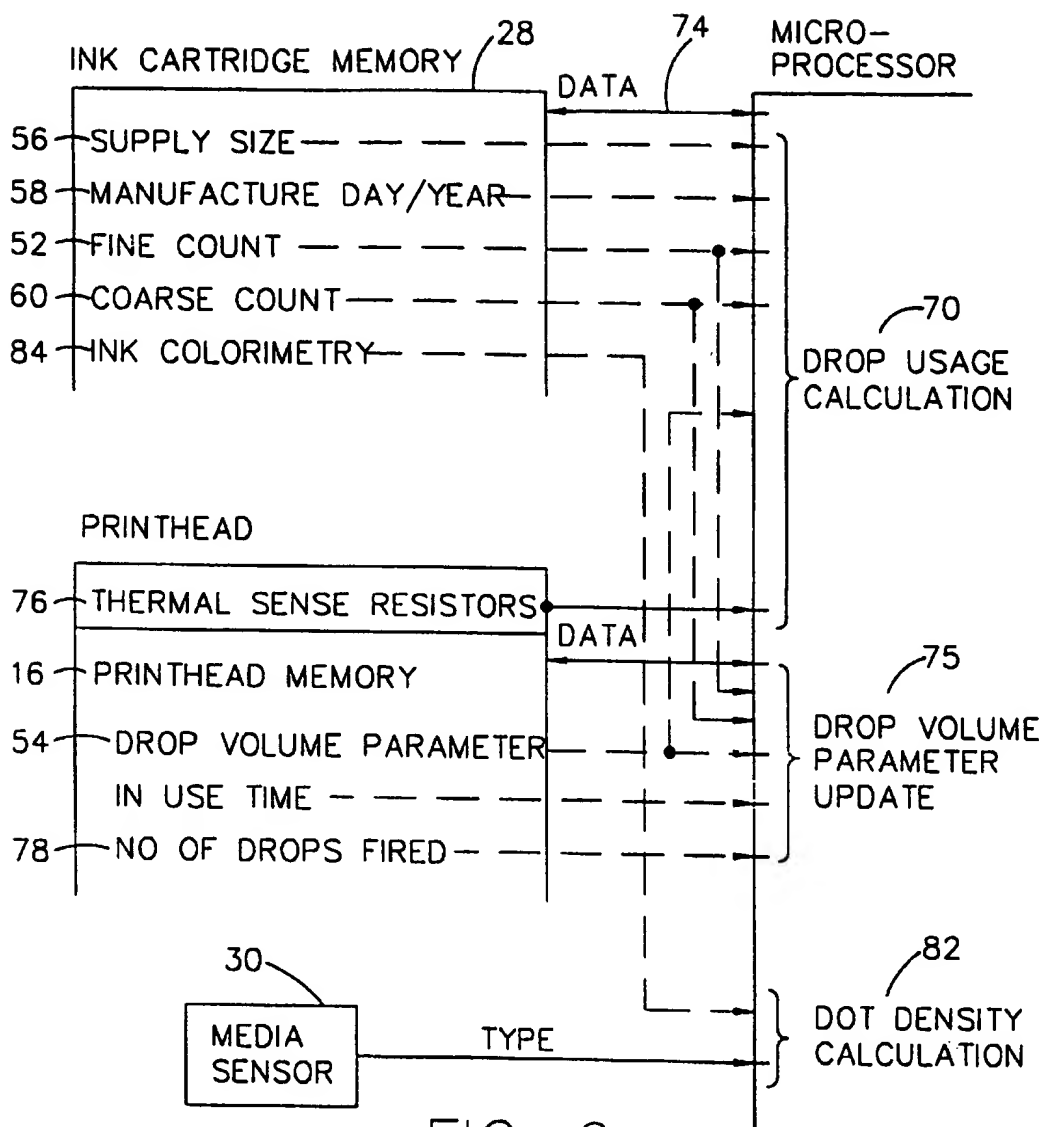 28
74
MICRO-
PROCESSOR
INK CARTRIDGE MEMORY
DATA
56 SUPPLY SIZE
58 MANUFACTURE DAY/YEAR
52 FINE COUNT
60 COARSE COUNT
84 INK COLORIMETRY
70
DROP USAGE
CALCULATION
PRINTHEAD
76 THERMAL SENSE RESISTORS
DATA
16 PRINTHEAD MEMORY
75
54 DROP VOLUME PARAMETER
DROP VOLUME
PARAMETER
UPDATE
IN USE TIME
78 NO OF DROPS FIRED
30
MEDIA
SENSOR
TYPE
82
DOT DENSITY
CALCULATION